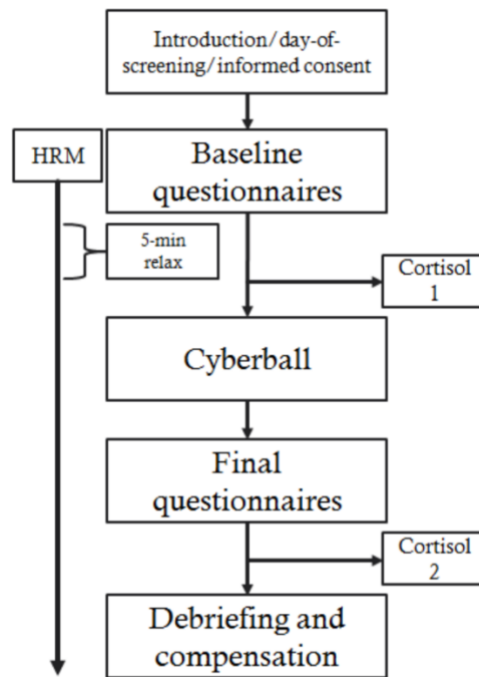 Introduction/day-of-
screening/informed consent
HRM
Baseline
questionnaires
5-min
relax
Cortisol
1
Cyberball
Final
questionnaires
Cortisol
2
Debriefing and
compensation